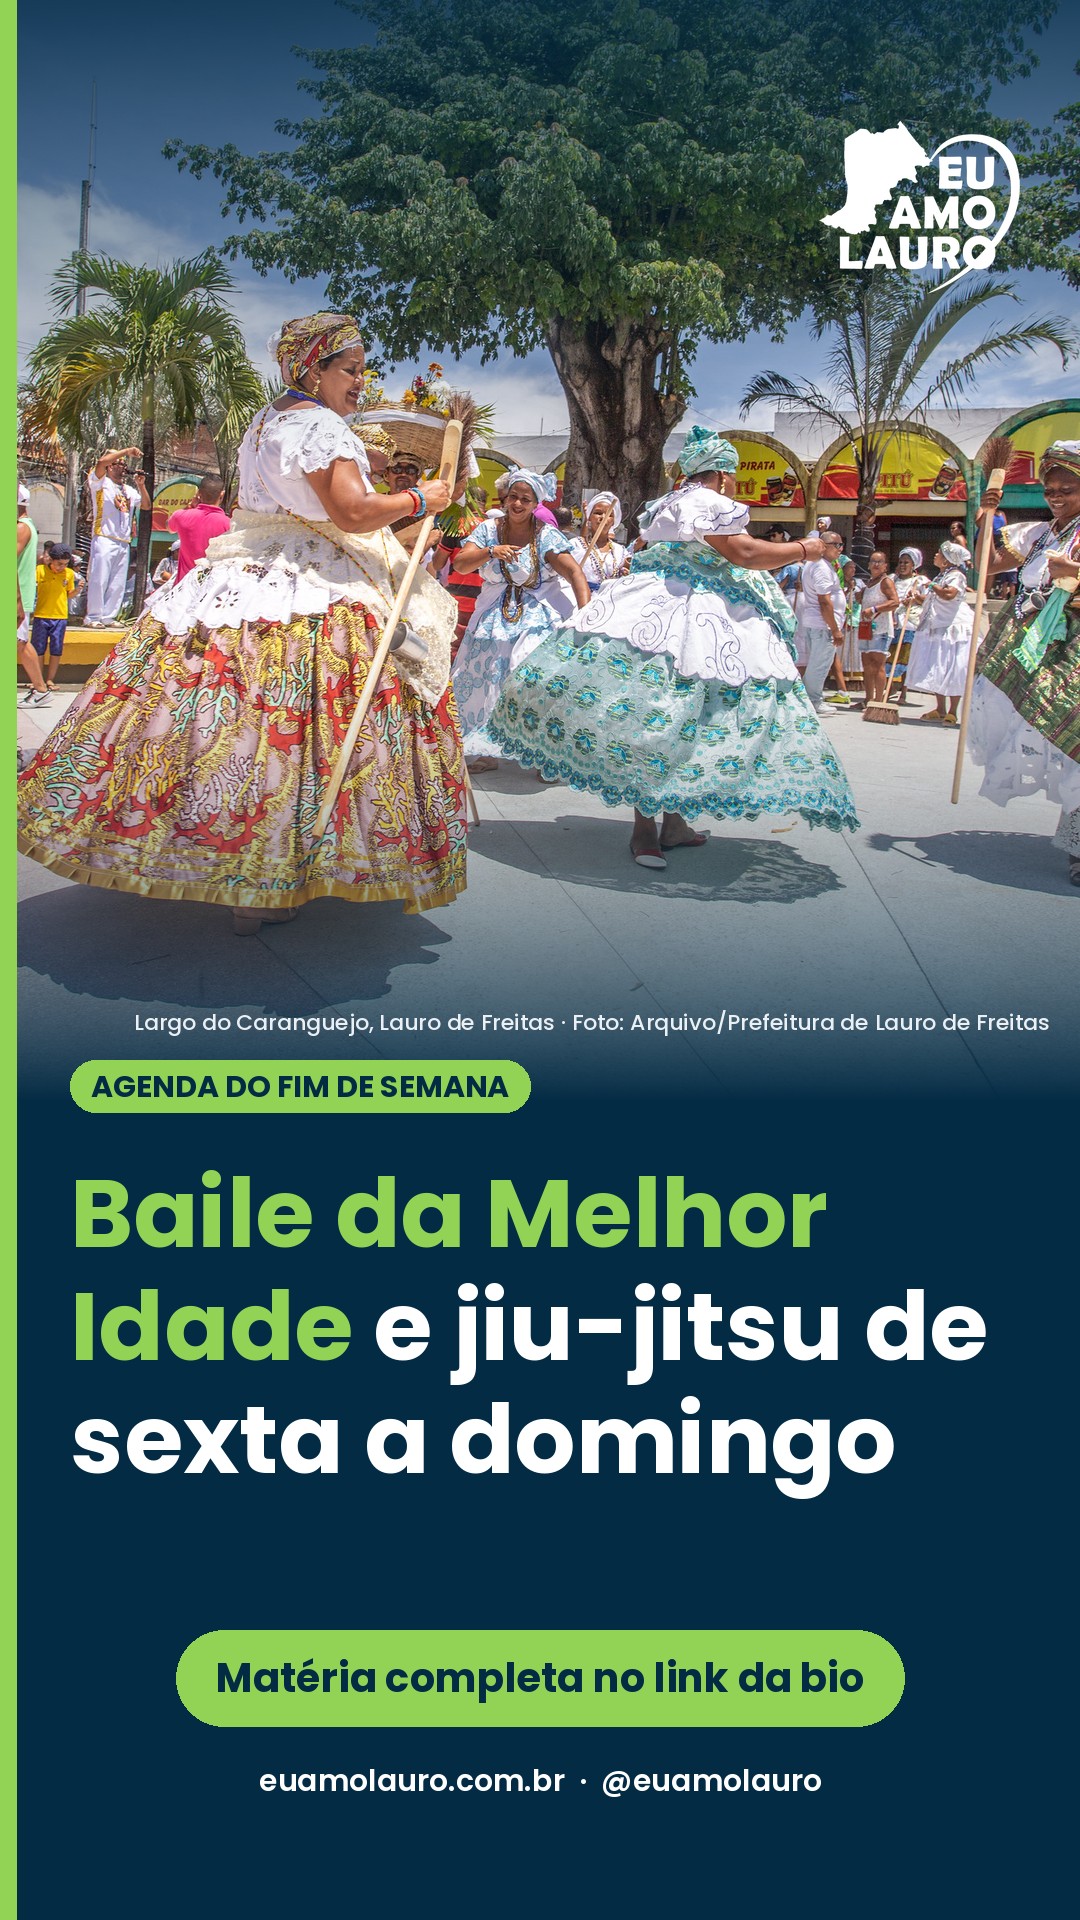 EU
AMO
LAURO
PIRATA
Largo do Caranguejo, Lauro de Freitas · Foto: Arquivo/Prefeitura de Lauro de Freitas
AGENDA DO FIM DE SEMANA
Baile da Melhor
Idade e jiu-jitsu de
sexta a domingo
Matéria completa no link da bio
euamolauro.com.br · @euamolauro